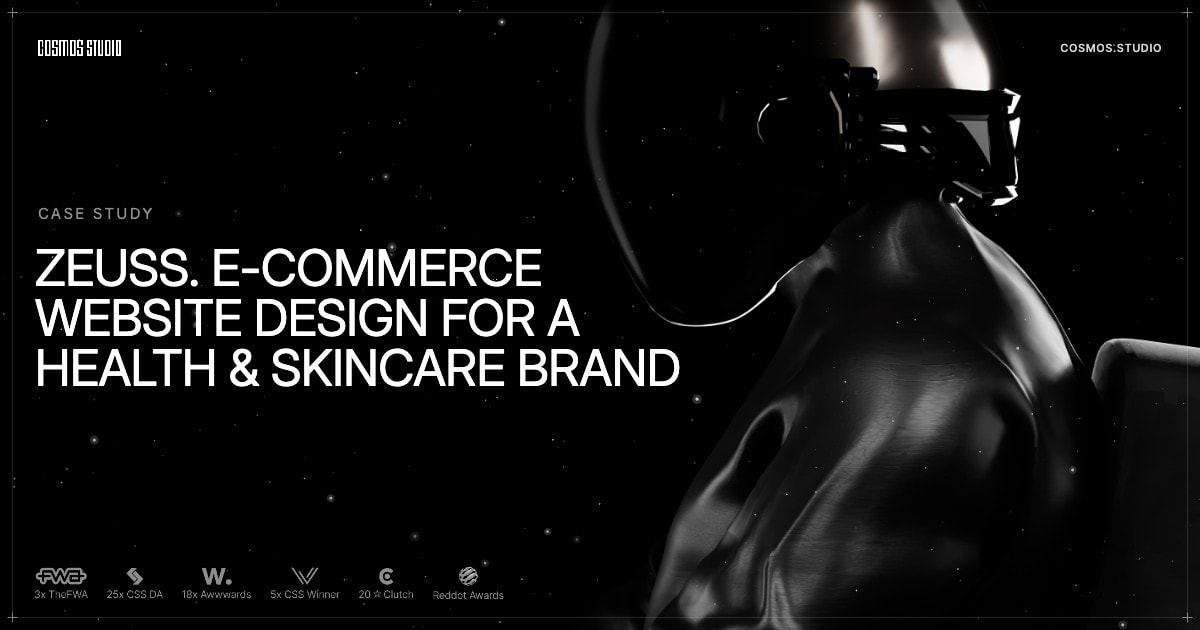 COSMOS STUDIO
COSMOS.STUDIO
CASE STUDY
ZEUSS. E-COMMERCE
WEBSITE DESIGN FOR A
HEALTH & SKINCARE BRAND
FWA
W.
3x TheFWA
25x CSS DA
18x Awwwards
5x CSS Winner
20 ☆ Clutch
Reddot Awards